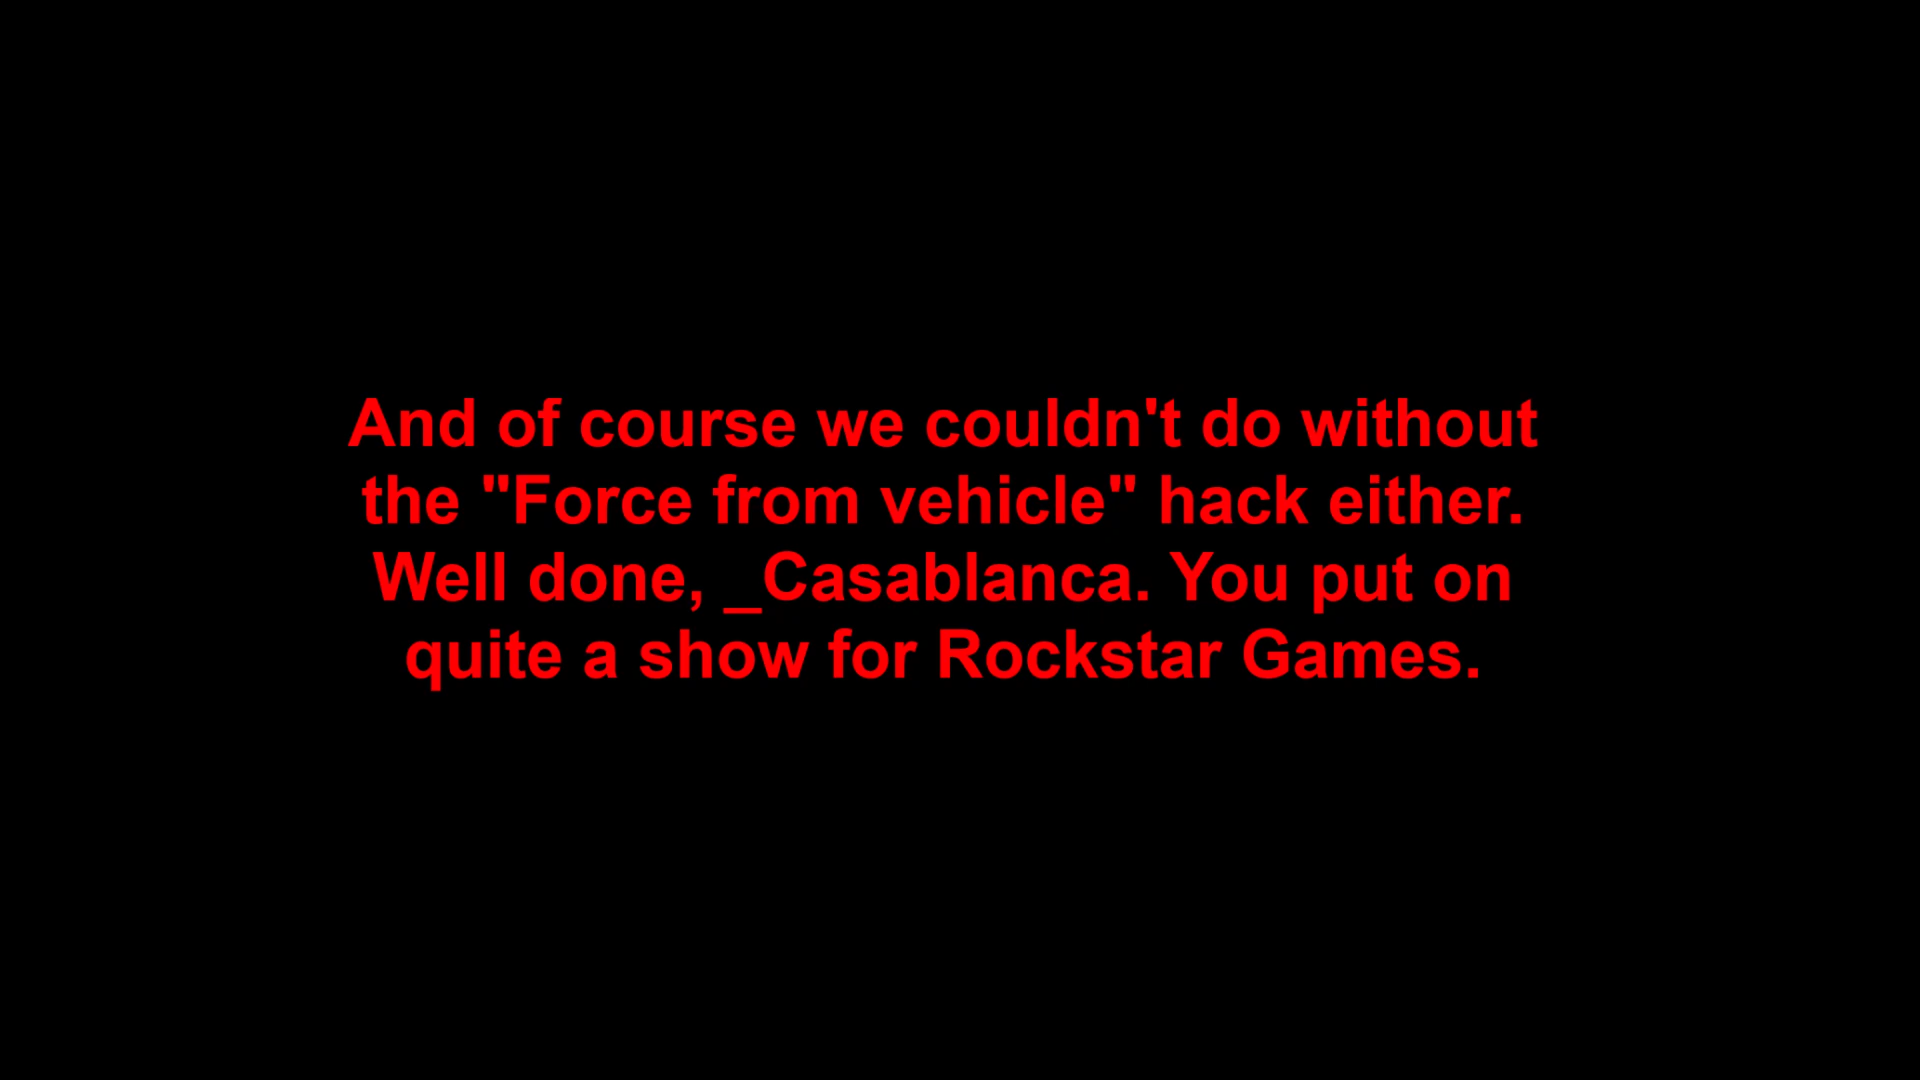 And of course we couldn't do without
the "Force from vehicle" hack either.
Well done, _Casablanca. You put on
quite a show for Rockstar Games.